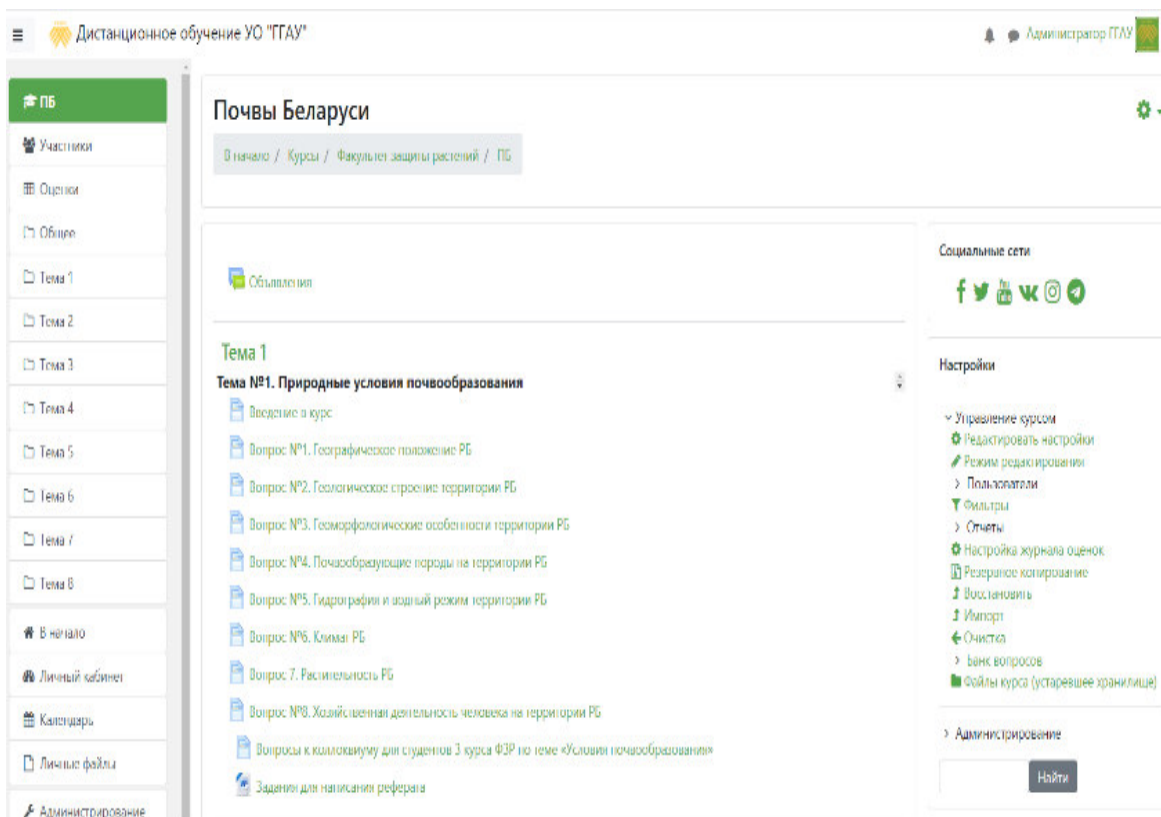 Дистанционное обучение УО "ГГАУ"
Администратор ГГАУ
ПБ
Участники
Оценки
Общее
Тема 1
Тема 2
Тема 3
Тема 4
Тема 5
Тема 6
Тема 7
Тема 8
В начало
Личный кабинет
Календарь
Личные файлы
Администрирование
Почвы Беларуси
В начало / Курсы / Факультет защиты растений / ПБ
Объявления
Тема 1
Тема №1. Природные условия почвообразования
Введение в курс
Вопрос №1. Географическое положение РБ
Вопрос №2. Геологическое строение территории РБ
Вопрос №3. Геоморфологические особенности территории РБ
Вопрос №4. Почвообразующие породы на территории РБ
Вопрос №5. Гидрография и водный режим территории РБ
Вопрос №6. Климат РБ
Вопрос 7. Растительность РБ
Вопрос №8. Хозяйственная деятельность человека на территории РБ
Вопросы к коллоквиуму для студентов 3 курса ФЗР по теме «Условия почвообразования»
Задания для написания реферата
Социальные сети
Настройки
Управление курсом
Редактировать настройки
Режим редактирования
Пользователи
Фильтры
Отчеты
Настройка журнала оценок
Резервное копирование
Восстановить
Импорт
Очистка
Банк вопросов
Файлы курса (устаревшее хранилище)
Администрирование
Найти